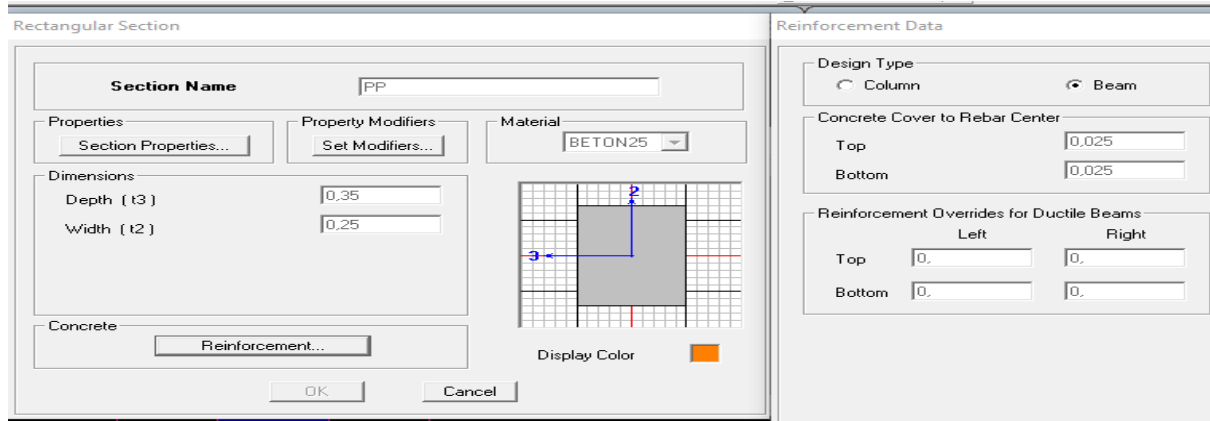 Rectangular Section
Section Name PP
Properties Property Modifiers Material
Section Properties... Set Modifiers... BETON25
Dimensions
Depth ( t3 ) 0,35
Width ( t2 ) 0,25
2
3
Concrete
Reinforcement...
Display Color
OK Cancel
Reinforcement Data
Design Type
Column Beam
Concrete Cover to Rebar Center
Top 0,025
Bottom 0,025
Reinforcement Overrides for Ductile Beams
Left Right
Top 0, 0,
Bottom 0, 0,